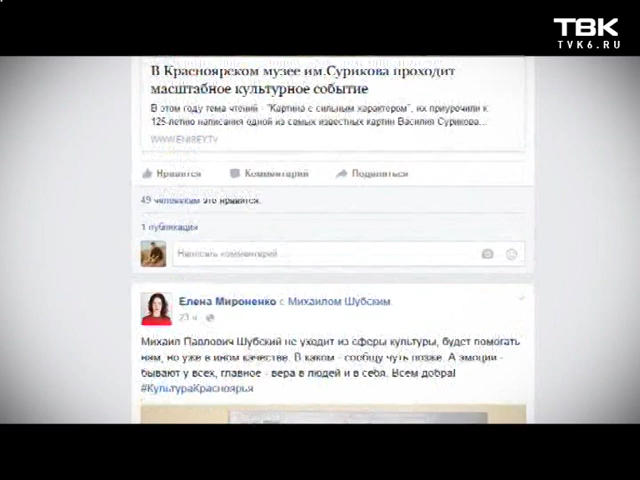 ТВК
TVK6.RU
В Красноярском музее им.Сурикова проходит
масштабное культурное событие
В этом году тема чтений - "Картина с сильным характером", их приурочили к
125-летию написания одной из самых известных картин Василия Сурикова...
WWW.ENISEY.TV
Нравится Комментарий Поделиться
49 человекам это нравится.
1 публикация
Написать комментарий...
Елена Мироненко с Михаилом Шубским.
23 ч.
Михаил Павлович Шубский не уходит из сферы культуры, будет помогать
нам, но уже в ином качестве. В каком - сообщу чуть позже. А эмоции -
бывают у всех, главное - вера в людей и в себя. Всем добра!
#КультураКрасноярья